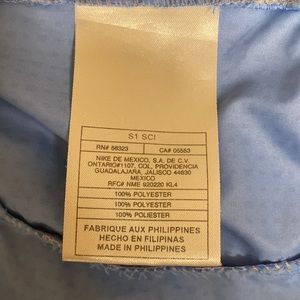 S1 SCI
RN# 56323 CA# 05553
NIKE DE MEXICO, S.A. DE C.V.
ONTARIO#1107, COL. PROVIDENCIA
GUADALAJARA, JALISCO 44630
MEXICO
RFC# NME 920220 KL4
100% POLYESTER
100% POLYESTER
100% POLIESTER
FABRIQUE AUX PHILIPPINES
HECHO EN FILIPINAS
MADE IN PHILIPPINES